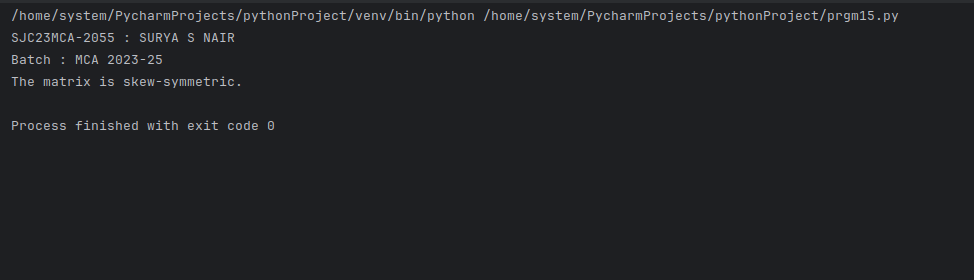 /home/system/PycharmProjects/pythonProject/venv/bin/python /home/system/PycharmProjects/pythonProject/prgm15.py
SJC23MCA-2055 : SURYA S NAIR
Batch : MCA 2023-25
The matrix is skew-symmetric.
Process finished with exit code 0